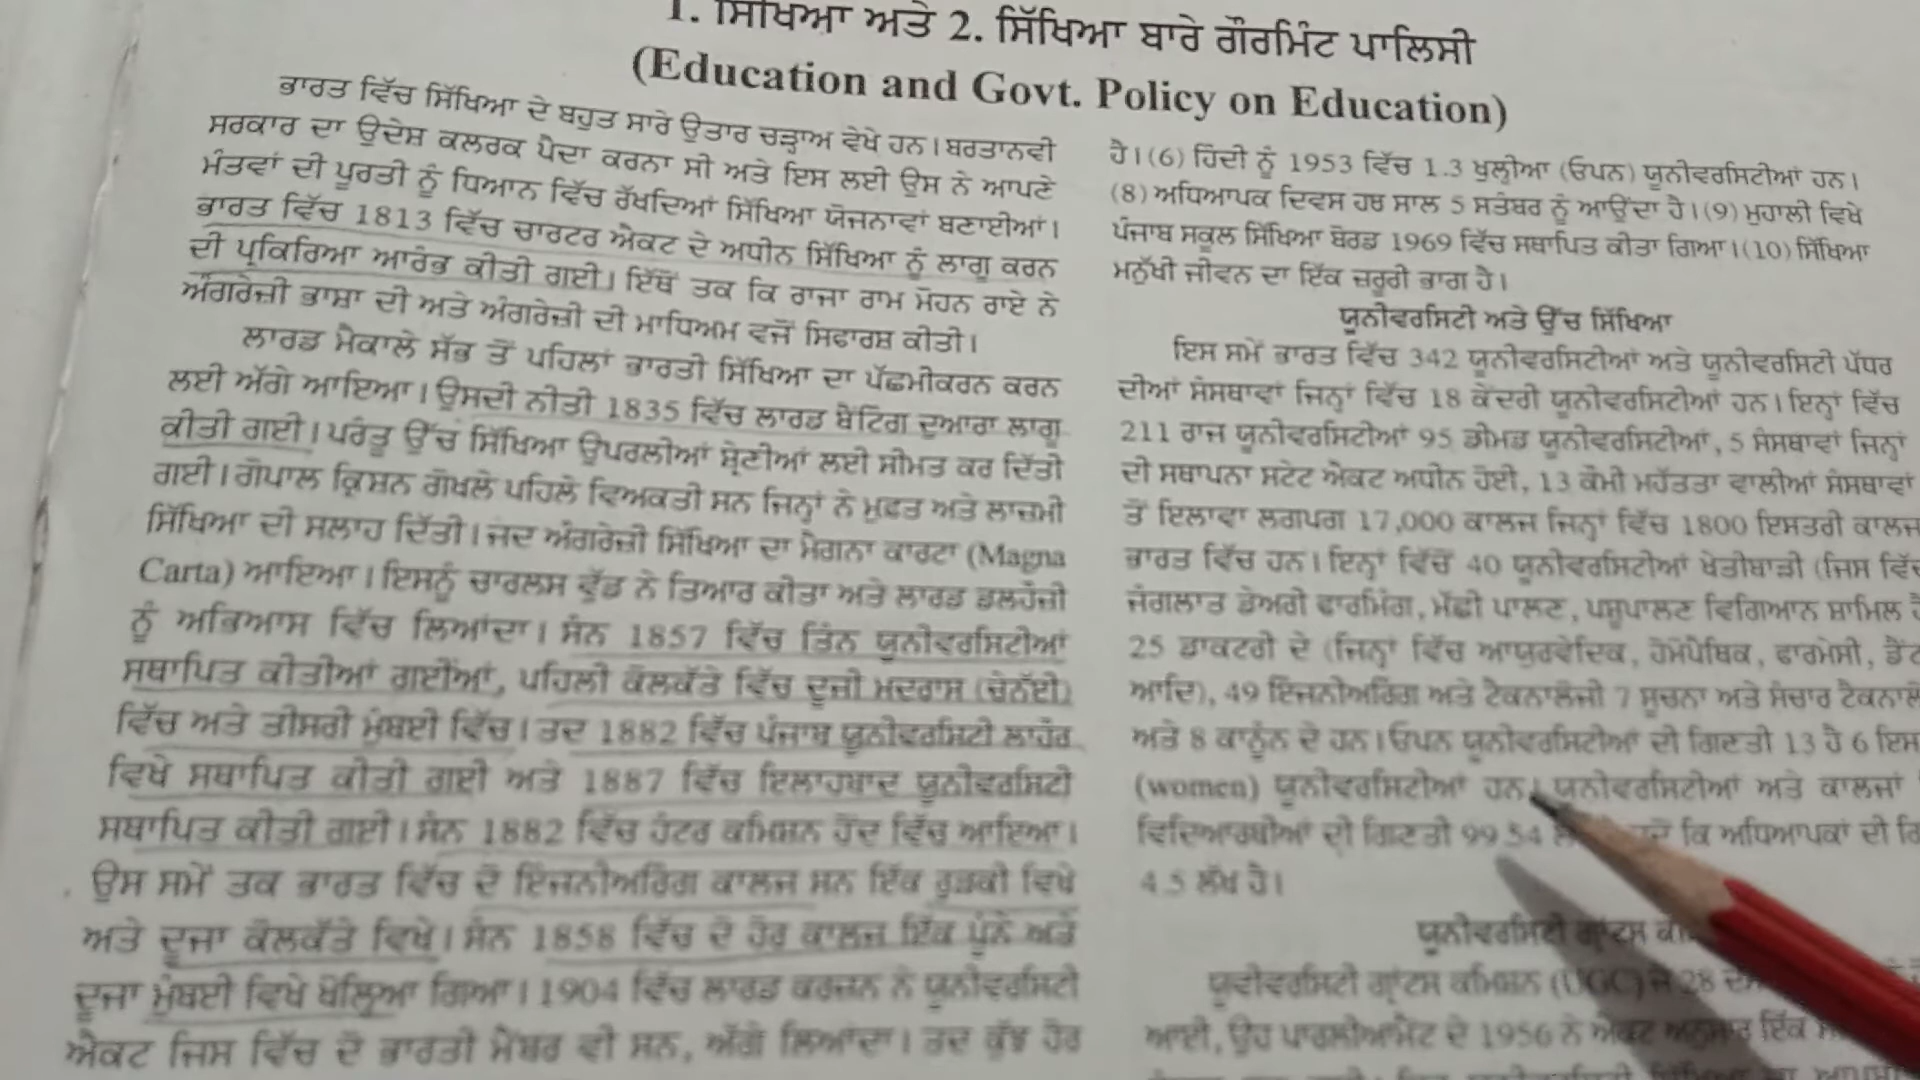 1. ਸਿੱਖਿਆ ਅਤੇ 2. ਸਿੱਖਿਆ ਬਾਰੇ ਗੌਰਮਿੰਟ ਪਾਲਿਸੀ
(Education and Govt. Policy on Education)
ਭਾਰਤ ਵਿੱਚ ਸਿੱਖਿਆ ਦੇ ਬਹੁਤ ਸਾਰੇ ਉਤਾਰ ਚੜ੍ਹਾਅ ਵੇਖੇ ਹਨ। ਬਰਤਾਨਵੀ
ਸਰਕਾਰ ਦਾ ਉਦੇਸ਼ ਕਲਰਕ ਪੈਦਾ ਕਰਨਾ ਸੀ ਅਤੇ ਇਸ ਲਈ ਉਸ ਨੇ ਆਪਣੇ
ਮੰਤਵਾਂ ਦੀ ਪੂਰਤੀ ਨੂੰ ਧਿਆਨ ਵਿੱਚ ਰੱਖਦਿਆਂ ਸਿੱਖਿਆ ਯੋਜਨਾਵਾਂ ਬਣਾਈਆਂ।
ਭਾਰਤ ਵਿੱਚ 1813 ਵਿੱਚ ਚਾਰਟਰ ਐਕਟ ਦੇ ਅਧੀਨ ਸਿੱਖਿਆ ਨੂੰ ਲਾਗੂ ਕਰਨ
ਦੀ ਪ੍ਰਕਿਰਿਆ ਆਰੰਭ ਕੀਤੀ ਗਈ। ਇੱਥੋਂ ਤਕ ਕਿ ਰਾਜਾ ਰਾਮ ਮੋਹਨ ਰਾਏ ਨੇ
ਅੰਗਰੇਜ਼ੀ ਭਾਸ਼ਾ ਦੀ ਅਤੇ ਅੰਗਰੇਜ਼ੀ ਦੀ ਮਾਧਿਅਮ ਵਜੋਂ ਸਿਫਾਰਸ਼ ਕੀਤੀ।
ਲਾਰਡ ਮੈਕਾਲੇ ਸੱਭ ਤੋਂ ਪਹਿਲਾਂ ਭਾਰਤੀ ਸਿੱਖਿਆ ਦਾ ਪੱਛਮੀਕਰਨ ਕਰਨ
ਲਈ ਅੱਗੇ ਆਇਆ। ਉਸਦੀ ਨੀਤੀ 1835 ਵਿੱਚ ਲਾਰਡ ਬੈਂਟਿੰਗ ਦੁਆਰਾ ਲਾਗੂ
ਕੀਤੀ ਗਈ। ਪਰੰਤੂ ਉੱਚ ਸਿੱਖਿਆ ਉਪਰਲੀਆਂ ਸ਼੍ਰੇਣੀਆਂ ਲਈ ਸੀਮਤ ਕਰ ਦਿੱਤੀ
ਗਈ। ਗੋਪਾਲ ਕ੍ਰਿਸ਼ਨ ਗੋਖਲੇ ਪਹਿਲੇ ਵਿਅਕਤੀ ਸਨ ਜਿਨ੍ਹਾਂ ਨੇ ਮੁਫਤ ਅਤੇ ਲਾਜ਼ਮੀ
ਸਿੱਖਿਆ ਦੀ ਸਲਾਹ ਦਿੱਤੀ। ਜਦ ਅੰਗਰੇਜ਼ੀ ਸਿੱਖਿਆ ਦਾ ਮੈਗਨਾ ਕਾਰਟਾ (Magna
Carta) ਆਇਆ। ਇਸਨੂੰ ਚਾਰਲਸ ਵੁੱਡ ਨੇ ਤਿਆਰ ਕੀਤਾ ਅਤੇ ਲਾਰਡ ਡਲਹੌਜ਼ੀ
ਨੂੰ ਅਭਿਆਸ ਵਿੱਚ ਲਿਆਂਦਾ। ਸੰਨ 1857 ਵਿੱਚ ਤਿੰਨ ਯੂਨੀਵਰਸਿਟੀਆਂ
ਸਥਾਪਿਤ ਕੀਤੀਆਂ ਗਈਆਂ, ਪਹਿਲੀ ਕੋਲਕੱਤੇ ਵਿੱਚ ਦੂਜੀ ਮਦਰਾਸ (ਚੇਨੱਈ)
ਵਿੱਚ ਅਤੇ ਤੀਸਰੀ ਮੁੰਬਈ ਵਿੱਚ। ਤਦ 1882 ਵਿੱਚ ਪੰਜਾਬ ਯੂਨੀਵਰਸਿਟੀ ਲਾਹੌਰ
ਵਿਖੇ ਸਥਾਪਿਤ ਕੀਤੀ ਗਈ ਅਤੇ 1887 ਵਿੱਚ ਇਲਾਹਬਾਦ ਯੂਨੀਵਰਸਿਟੀ
ਸਥਾਪਿਤ ਕੀਤੀ ਗਈ। ਸੰਨ 1882 ਵਿੱਚ ਹੰਟਰ ਕਮਿਸ਼ਨ ਹੋਂਦ ਵਿੱਚ ਆਇਆ।
ਉਸ ਸਮੇਂ ਤਕ ਭਾਰਤ ਵਿੱਚ ਦੋ ਇੰਜਨੀਅਰਿੰਗ ਕਾਲਜ ਸਨ ਇੱਕ ਰੁੜਕੀ ਵਿਖੇ
ਅਤੇ ਦੂਜਾ ਕੋਲਕੱਤੇ ਵਿਖੇ। ਸੰਨ 1858 ਵਿੱਚ ਦੋ ਹੋਰ ਕਾਲਜ ਇੱਕ ਪੂੰਨੇ ਅਤੇ
ਦੂਜਾ ਮੁੰਬਈ ਵਿਖੇ ਖੋਲ੍ਹਿਆ ਗਿਆ। 1904 ਵਿੱਚ ਲਾਰਡ ਕਰਜ਼ਨ ਨੇ ਯੂਨੀਵਰਸਿਟੀ
ਐਕਟ ਜਿਸ ਵਿੱਚ ਦੋ ਭਾਰਤੀ ਮੈਂਬਰ ਵੀ ਸਨ, ਅੱਗੇ ਲਿਆਂਦਾ। ਤਦ ਕੁੱਝ ਹੋਰ
ਹੈ। (6) ਹਿੰਦੀ ਨੂੰ 1953 ਵਿੱਚ 1.3 ਖੁਲ੍ਹੀਆ (ਓਪਨ) ਯੂਨੀਵਰਸਿਟੀਆਂ ਹਨ।
(8) ਅਧਿਆਪਕ ਦਿਵਸ ਹਰ ਸਾਲ 5 ਸਤੰਬਰ ਨੂੰ ਆਉਂਦਾ ਹੈ। (9) ਮੁਹਾਲੀ ਵਿਖੇ
ਪੰਜਾਬ ਸਕੂਲ ਸਿੱਖਿਆ ਬੋਰਡ 1969 ਵਿੱਚ ਸਥਾਪਿਤ ਕੀਤਾ ਗਿਆ। (10) ਸਿੱਖਿਆ
ਮਨੁੱਖੀ ਜੀਵਨ ਦਾ ਇੱਕ ਜ਼ਰੂਰੀ ਭਾਗ ਹੈ।
ਯੂਨੀਵਰਸਿਟੀ ਅਤੇ ਉੱਚ ਸਿੱਖਿਆ
ਇਸ ਸਮੇਂ ਭਾਰਤ ਵਿੱਚ 342 ਯੂਨੀਵਰਸਿਟੀਆਂ ਅਤੇ ਯੂਨੀਵਰਸਿਟੀ ਪੱਧਰ
ਦੀਆਂ ਸੰਸਥਾਵਾਂ ਜਿਨ੍ਹਾਂ ਵਿੱਚ 18 ਕੇਂਦਰੀ ਯੂਨੀਵਰਸਿਟੀਆਂ ਹਨ। ਇਨ੍ਹਾਂ ਵਿੱਚ
211 ਰਾਜ ਯੂਨੀਵਰਸਿਟੀਆਂ 95 ਡੀਮਡ ਯੂਨੀਵਰਸਿਟੀਆਂ, 5 ਸੰਸਥਾਵਾਂ ਜਿਨ੍ਹਾਂ
ਦੀ ਸਥਾਪਨਾ ਸਟੇਟ ਐਕਟ ਅਧੀਨ ਹੋਈ, 13 ਕੌਮੀ ਮਹੱਤਤਾ ਵਾਲੀਆਂ ਸੰਸਥਾਵਾਂ
ਤੋਂ ਇਲਾਵਾ ਲਗਪਗ 17,000 ਕਾਲਜ ਜਿਨ੍ਹਾਂ ਵਿੱਚ 1800 ਇਸਤਰੀ ਕਾਲਜ
ਭਾਰਤ ਵਿੱਚ ਹਨ। ਇਨ੍ਹਾਂ ਵਿੱਚੋਂ 40 ਯੂਨੀਵਰਸਿਟੀਆਂ ਖੇਤੀਬਾੜੀ (ਜਿਸ ਵਿੱਚ
ਜੰਗਲਾਤ ਡੇਅਰੀ ਫਾਰਮਿੰਗ, ਮੱਛੀ ਪਾਲਣ, ਪਸ਼ੂਪਾਲਣ ਵਿਗਿਆਨ ਸ਼ਾਮਿਲ
25 ਡਾਕਟਰੀ ਦੇ (ਜਿਨ੍ਹਾਂ ਵਿੱਚ ਆਯੁਰਵੇਦਿਕ, ਹੋਮੋਪੈਥਿਕ, ਫਾਰਮੇਸੀ,
ਆਦਿ), 49 ਇੰਜਨੀਅਰਿੰਗ ਅਤੇ ਟੈਕਨਾਲੋਜੀ 7 ਸੂਚਨਾ ਅਤੇ ਸੰਚਾਰ
ਅਤੇ 8 ਕਾਨੂੰਨ ਦੇ ਹਨ। ਓਪਨ ਯੂਨੀਵਰਸਿਟੀਆਂ ਦੀ ਗਿਣਤੀ 13 ਹੈ 6
(women) ਯੂਨੀਵਰਸਿਟੀਆਂ ਹਨ। ਯੂਨੀਵਰਸਿਟੀਆਂ ਅਤੇ ਕਾਲਜਾਂ
ਵਿਦਿਆਰਥੀਆਂ ਦੀ ਗਿਣਤੀ 99.54 ਕਿ ਅਧਿਆਪਕਾਂ ਦੀ
4.5 ਲੱਖ ਹੈ।
ਯੂਨੀਵਰਸਿਟੀ ਗ੍ਰਾਂਟਸ
ਯੂਵੀਵਰਸਿਟੀ ਗ੍ਰਾਂਟਸ ਕਮਿਸ਼ਨ (UGC) 28
ਆਈ, ਉਹ ਪਾਰਲੀਆਮੈਂਟ ਦੇ 1956 ਨੇ ਐਕਟ ਅਨੁਸਾਰ ਇੱਕ